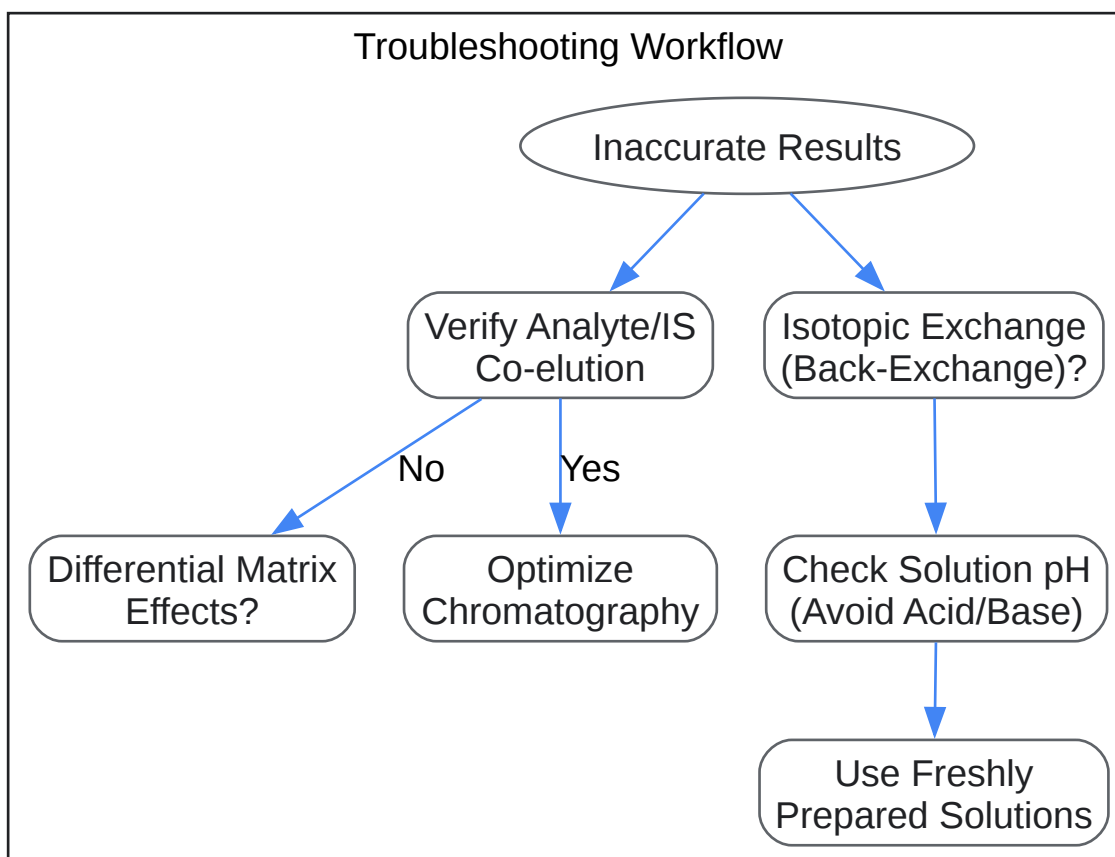 Troubleshooting Workflow
Inaccurate Results
Verify Analyte/IS
Co-elution
Isotopic Exchange
(Back-Exchange)?
No
Yes
Differential Matrix
Effects?
Optimize
Chromatography
Check Solution pH
(Avoid Acid/Base)
Use Freshly
Prepared Solutions